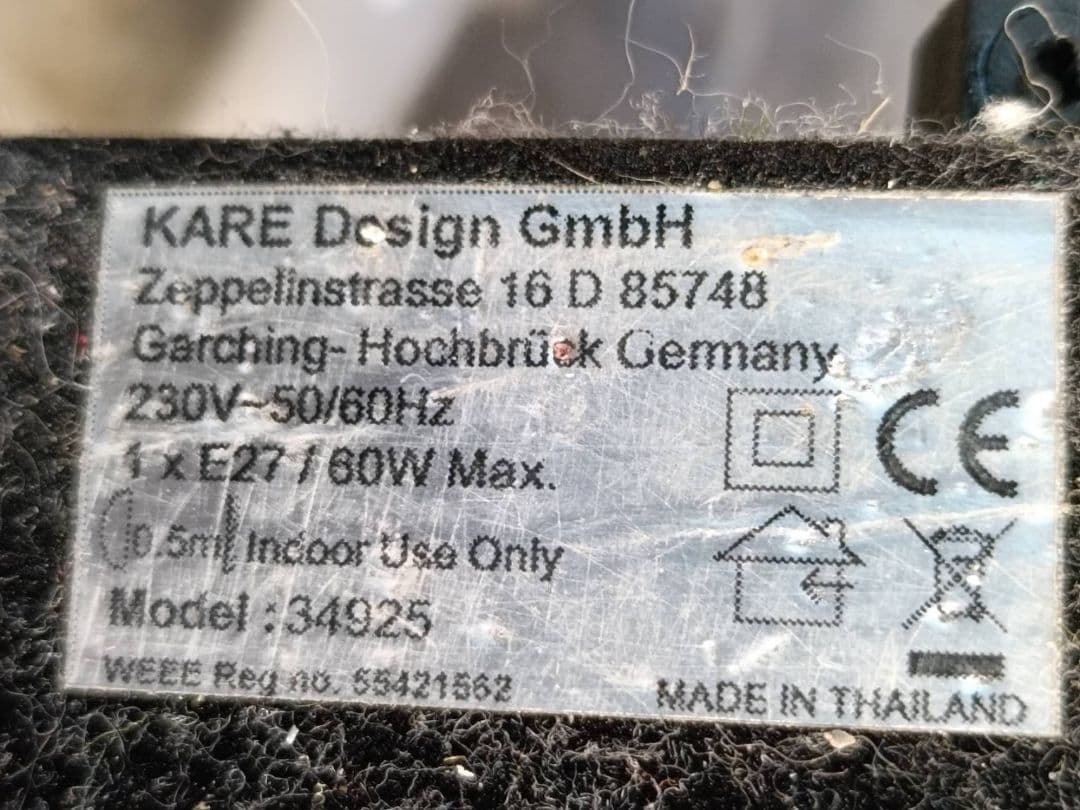 KARE Design GmbH
Zeppelinstrasse 16 D 85748
Garching- Hochbrück Germany
230V~50/60Hz
1 x E27 / 60W Max.
0.5m Indoor Use Only
Model : 34925
WEEE Reg no. 55421562
CE
MADE IN THAILAND